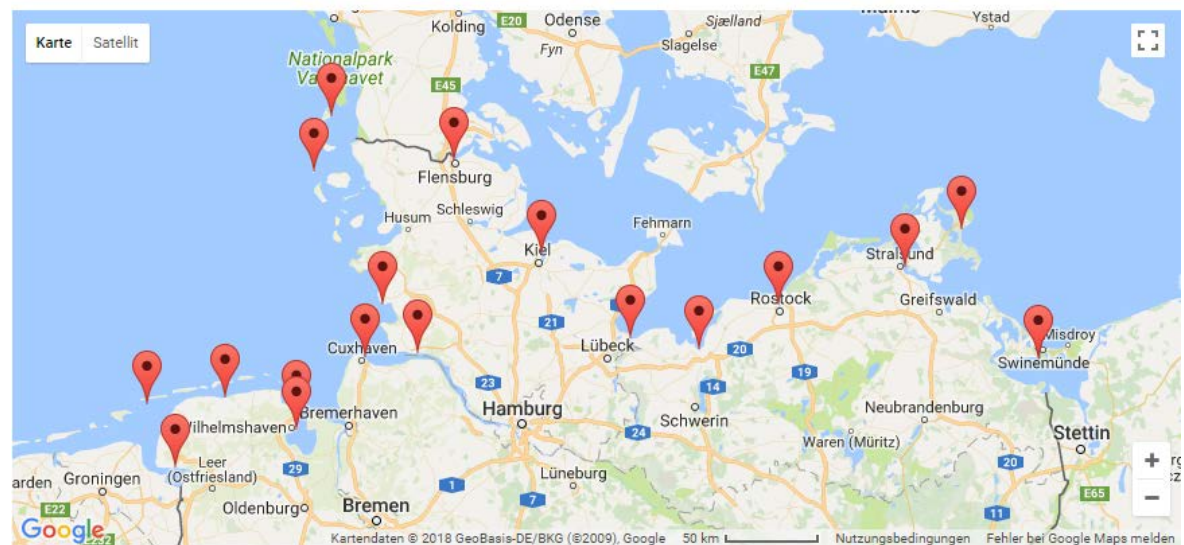 Karte Satellit
Kolding
E20
Odense
Fyn
Sjælland
Slagelse
Ystad
E47
Nationalpark
E45
Flensburg
Schleswig
Husum
Fehmarn
Kiel
7
Stralsund
Rostock
Greifswald
Misdroy
Swinemünde
21
Lübeck
20
Cuxhaven
23
14
19
Hamburg
Schwerin
Neubrandenburg
Bremerhaven
Wilhelmshaven
24
Waren (Müritz)
Stettin
Leer
(Ostfriesland)
29
Lüneburg
20
Groningen
1
7
E65
E22
Oldenburg
Bremen
11
+
−
Google
Kartendaten © 2018 GeoBasis-DE/BKG (©2009), Google 50 km Nutzungsbedingungen Fehler bei Google Maps melden